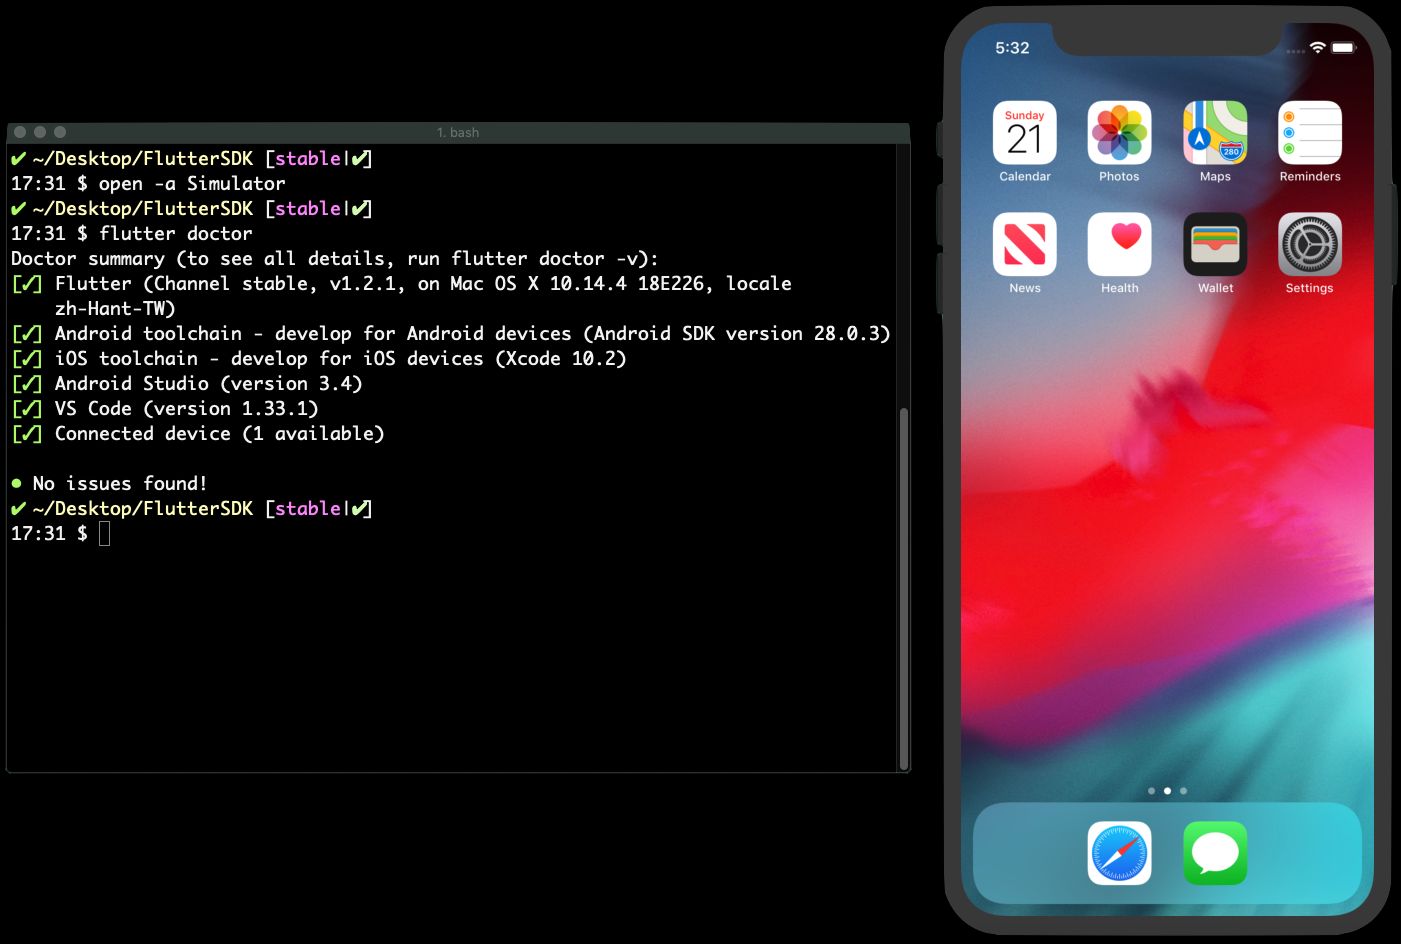 1. bash
✔ ~/Desktop/FlutterSDK [stable|✔]
17:31 $ open -a Simulator
✔ ~/Desktop/FlutterSDK [stable|✔]
17:31 $ flutter doctor
Doctor summary (to see all details, run flutter doctor -v):
[✓] Flutter (Channel stable, v1.2.1, on Mac OS X 10.14.4 18E226, locale
zh-Hant-TW)
[✓] Android toolchain - develop for Android devices (Android SDK version 28.0.3)
[✓] iOS toolchain - develop for iOS devices (Xcode 10.2)
[✓] Android Studio (version 3.4)
[✓] VS Code (version 1.33.1)
[✓] Connected device (1 available)
• No issues found!
✔ ~/Desktop/FlutterSDK [stable|✔]
17:31 $
5:32
Sunday
21
280
Calendar Photos Maps Reminders
News Health Wallet Settings